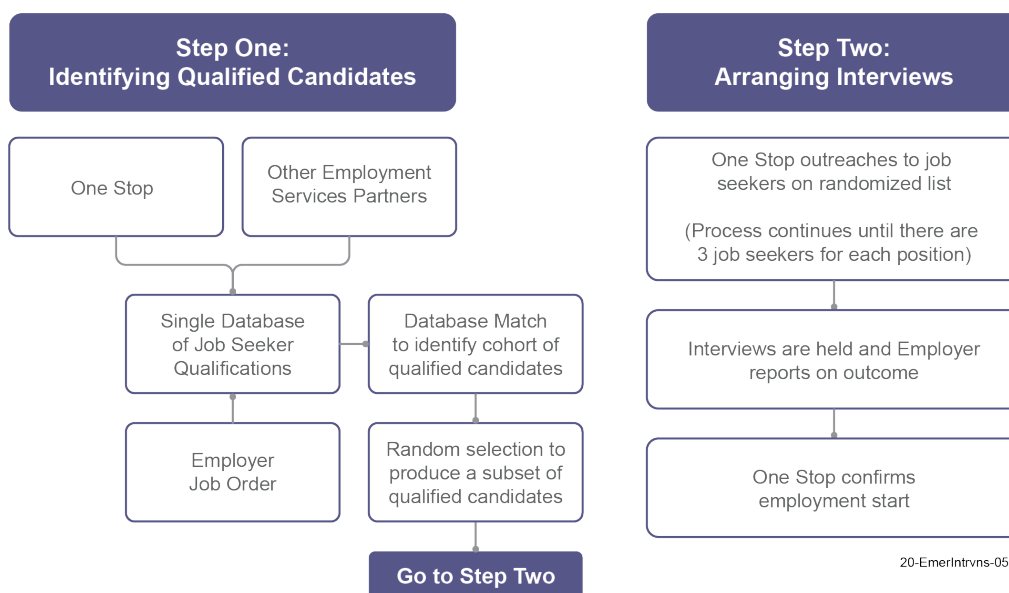 Step One:
Identifying Qualified Candidates
One Stop
Other Employment
Services Partners
Single Database
of Job Seeker
Qualifications
Database Match
to identify cohort of
qualified candidates
Employer
Job Order
Random selection to
produce a subset of
qualified candidates
Go to Step Two
Step Two:
Arranging Interviews
One Stop outreaches to job
seekers on randomized list
(Process continues until there are
3 job seekers for each position)
Interviews are held and Employer
reports on outcome
One Stop confirms
employment start
20-EmerIntrvns-05